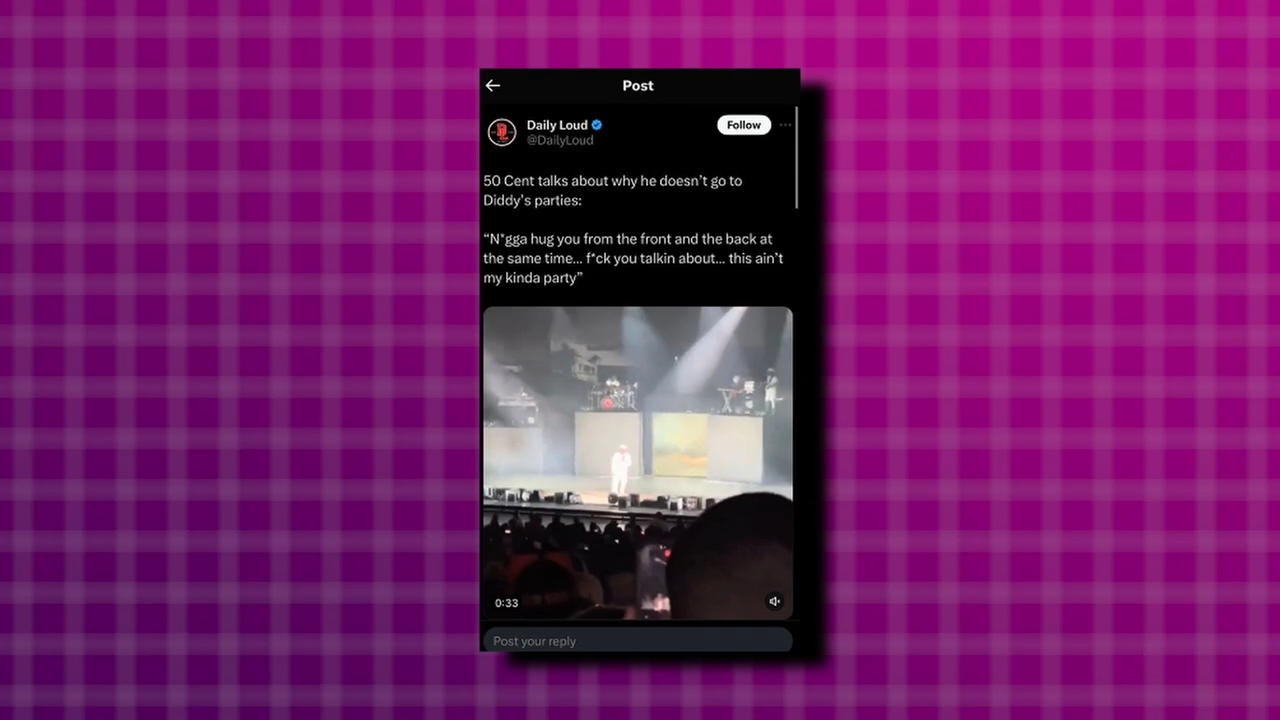 Post
Daily Loud
Follow
@DailyLoud
50 Cent talks about why he doesn’t go to
Diddy's parties:
“N*gga hug you from the front and the back at
the same time... f*ck you talkin about... this ain’t
my kinda party”
0:33
Post your reply